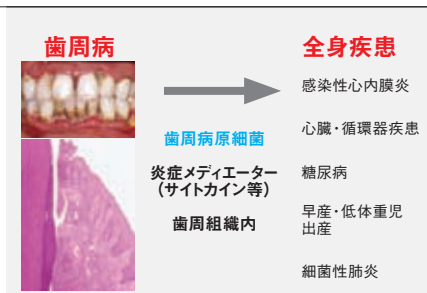 歯周病
全身疾患
感染性心内膜炎
心臓・循環器疾患
歯周病原細菌
炎症メディエーター
（サイトカイン等）
糖尿病
歯周組織内
早産・低体重児
出産
細菌性肺炎